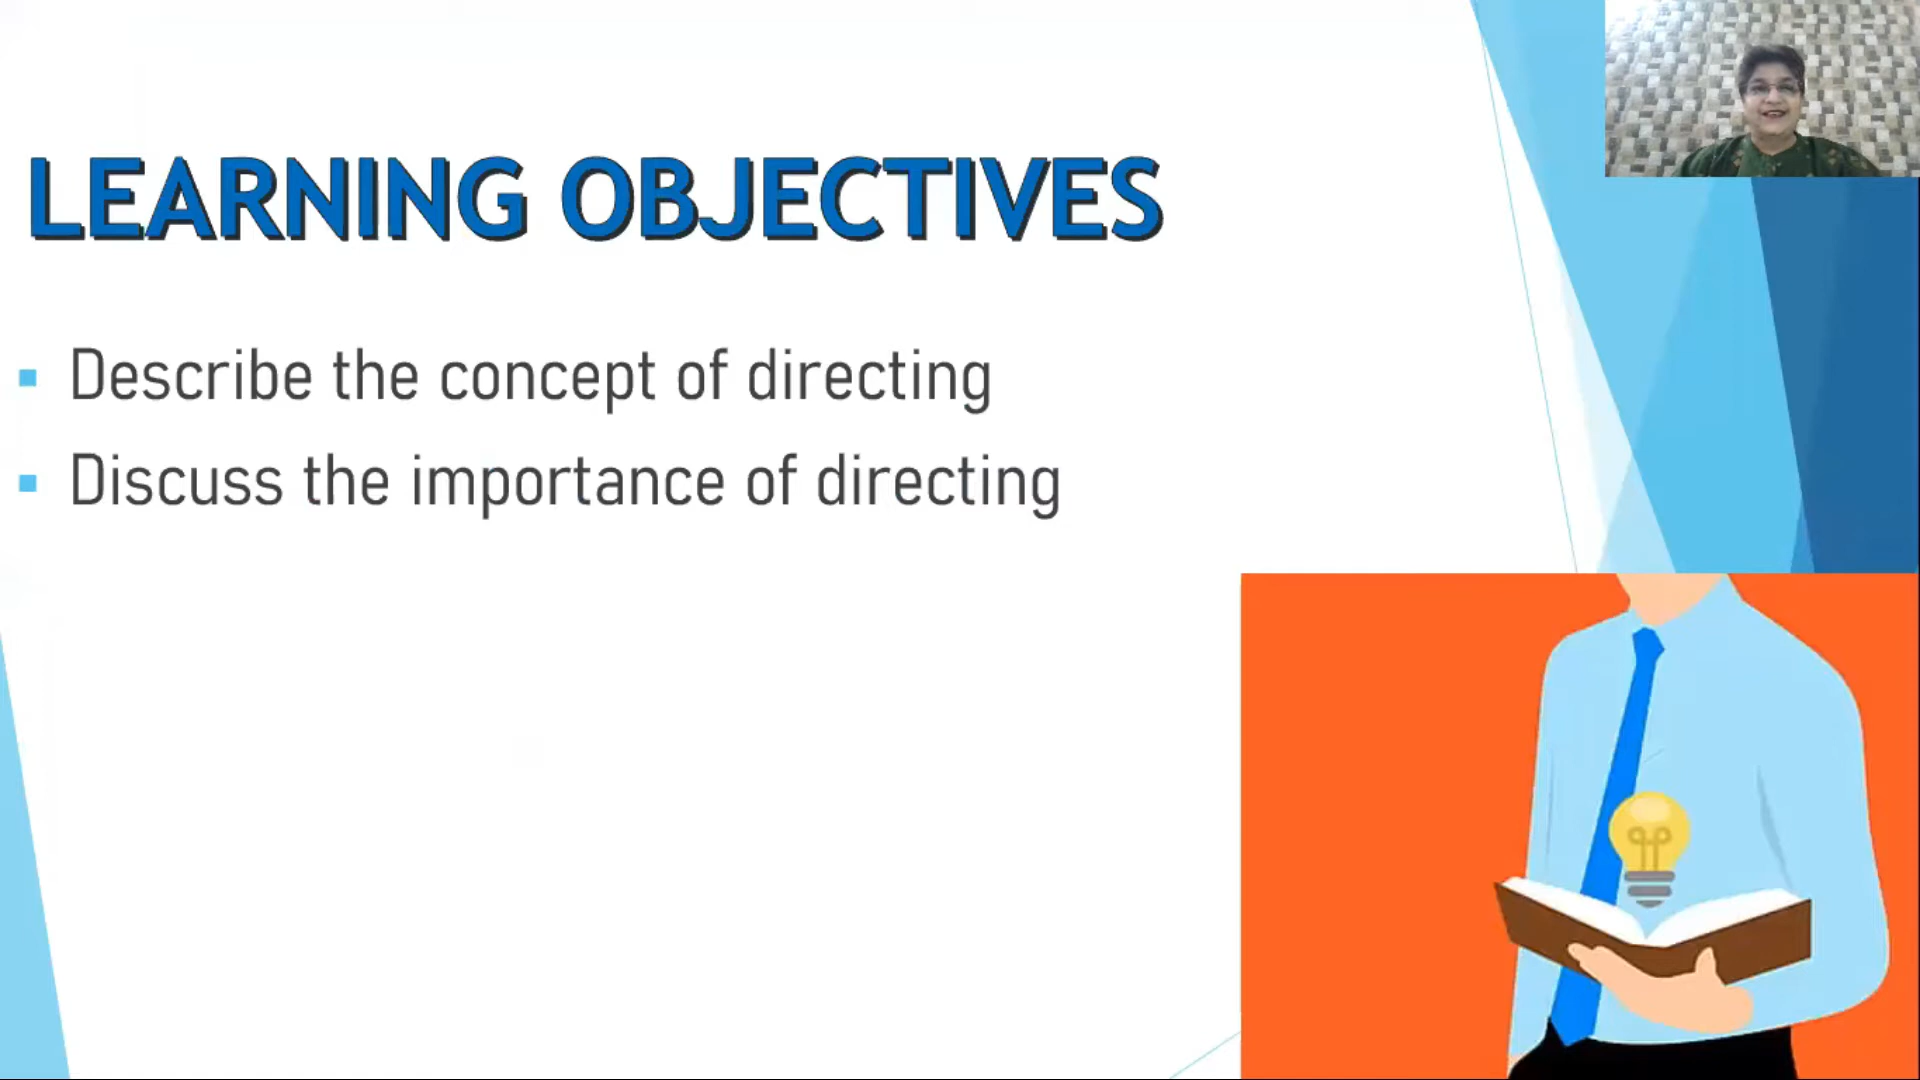 LEARNING OBJECTIVES
Describe the concept of directing
Discuss the importance of directing